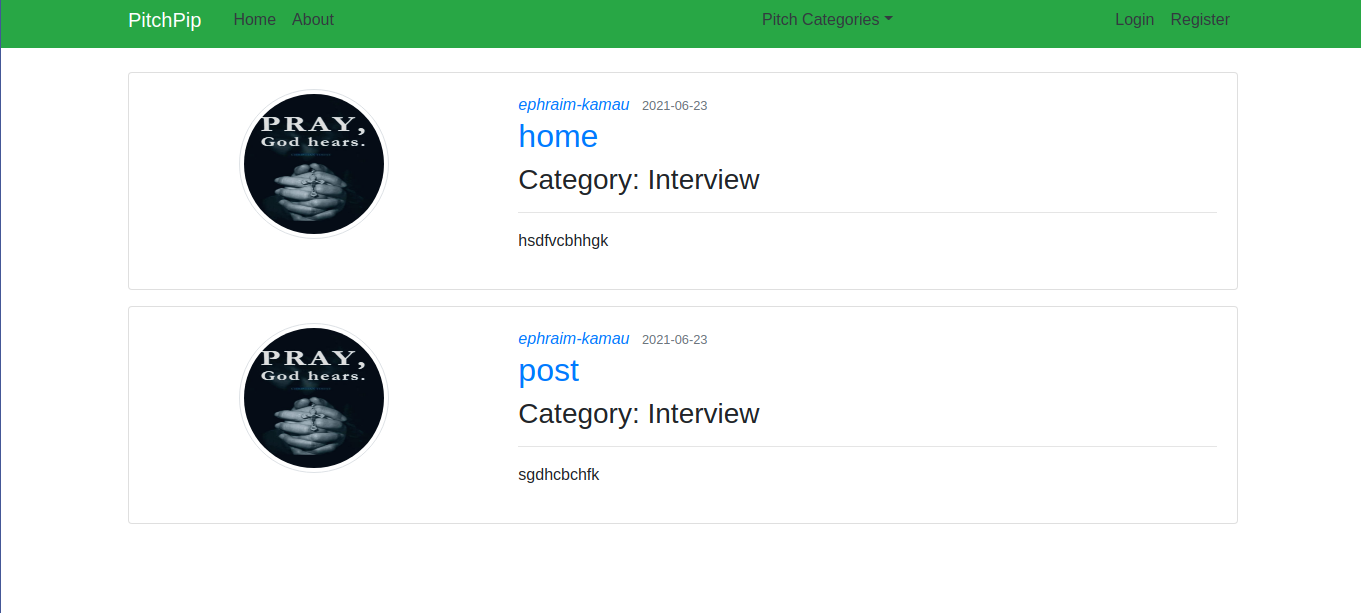 PitchPip Home About Pitch Categories Login Register
PRAY,
God hears.
ephraim-kamau 2021-06-23
home
Category: Interview
hsdfvcbhhgk
PRAY,
God hears.
ephraim-kamau 2021-06-23
post
Category: Interview
sgdhcbchfk